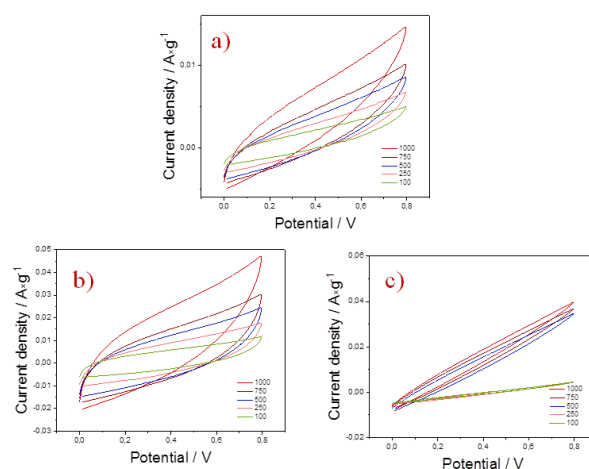 a)
Current density / A×g⁻¹
0,01
0,00
1000
750
500
250
100
0,0 0,2 0,4 0,6 0,8
Potential / V
b)
Current density / A×g⁻¹
0,05
0,04
0,03
0,02
0,01
0,00
-0,01
-0,02
-0,03
1000
750
500
250
100
0,0 0,2 0,4 0,6 0,8
Potential / V
c)
Current density / A×g⁻¹
0,06
0,04
0,02
0,00
-0,02
1000
750
500
250
100
0,0 0,2 0,4 0,6 0,8
Potential / V